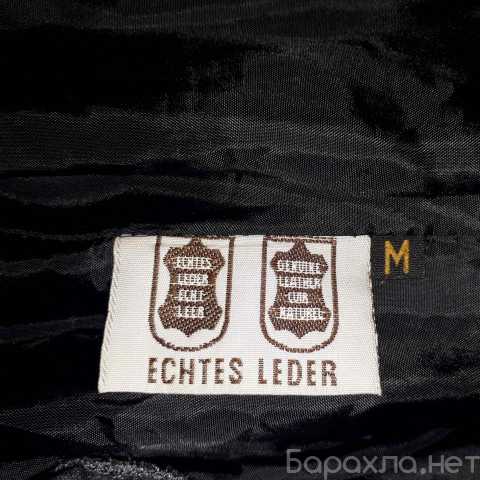 ECHTES
LEDER
ECHT
LEER
GENUINE
LEATHER
CUIR
NATUREL
M
ECHTES LEDER
Барахла.нет